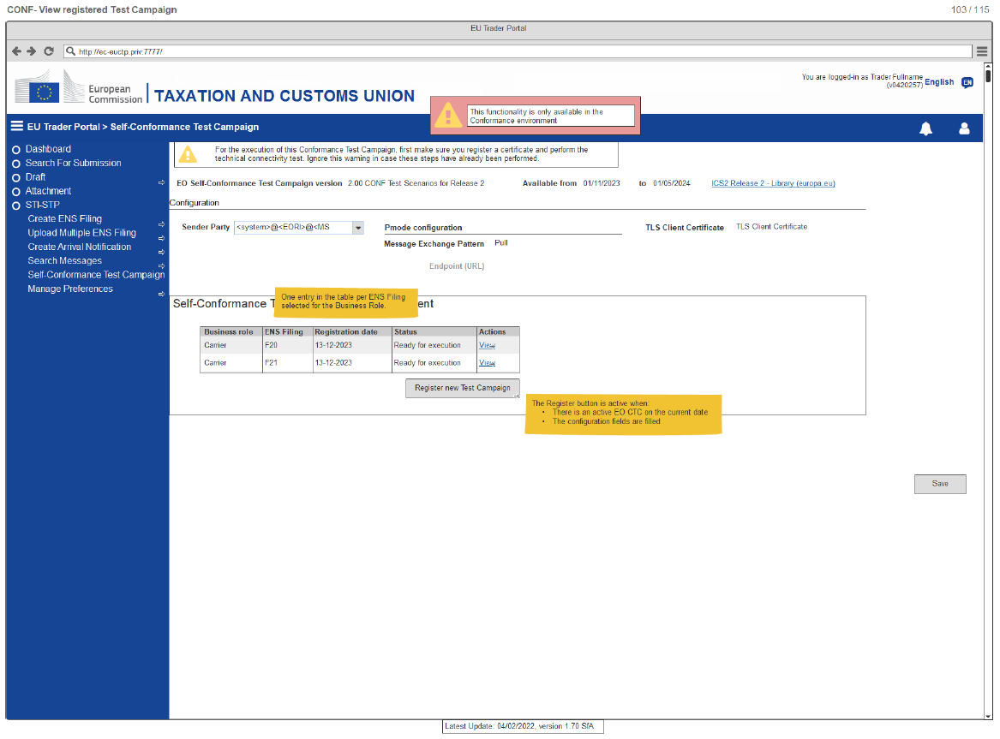 CONF- View registered Test Campaign
103 / 115
EU Trader Portal
http://ec-euctp.priv:7777/
European
Commission
TAXATION AND CUSTOMS UNION
You are logged-in as Trader Fullname
(v0420257)
English
EN
This functionality is only available in the
Conformance environment
EU Trader Portal > Self-Conformance Test Campaign
Dashboard
Search For Submission
Draft
Attachment
STI-STP
Create ENS Filing
Upload Multiple ENS Filing
Create Arrival Notification
Search Messages
Self-Conformance Test Campaign
Manage Preferences
For the execution of this Conformance Test Campaign, first make sure you register a certificate and perform the
technical connectivity test. Ignore this warning in case these steps have already been performed.
EO Self-Conformance Test Campaign version 2.00 CONF Test Scenarios for Release 2 Available from 01/11/2023 to 01/05/2024 ICS2 Release 2 - Library (europa.eu)
Configuration
Sender Party <system>@<EORI>@<MS Pmode configuration TLS Client Certificate TLS Client Certificate
Message Exchange Pattern Pull
Endpoint (URL)
One entry in the table per ENS Filing
selected for the Business Role.
Self-Conformance T ent
Business role ENS Filing Registration date Status Actions
Carrier F20 13-12-2023 Ready for execution View
Carrier F21 13-12-2023 Ready for execution View
Register new Test Campaign
The Register button is active when:
• There is an active EO CTC on the current date
• The configuration fields are filled
Save
Latest Update: 04/02/2022, version 1.70 SfA